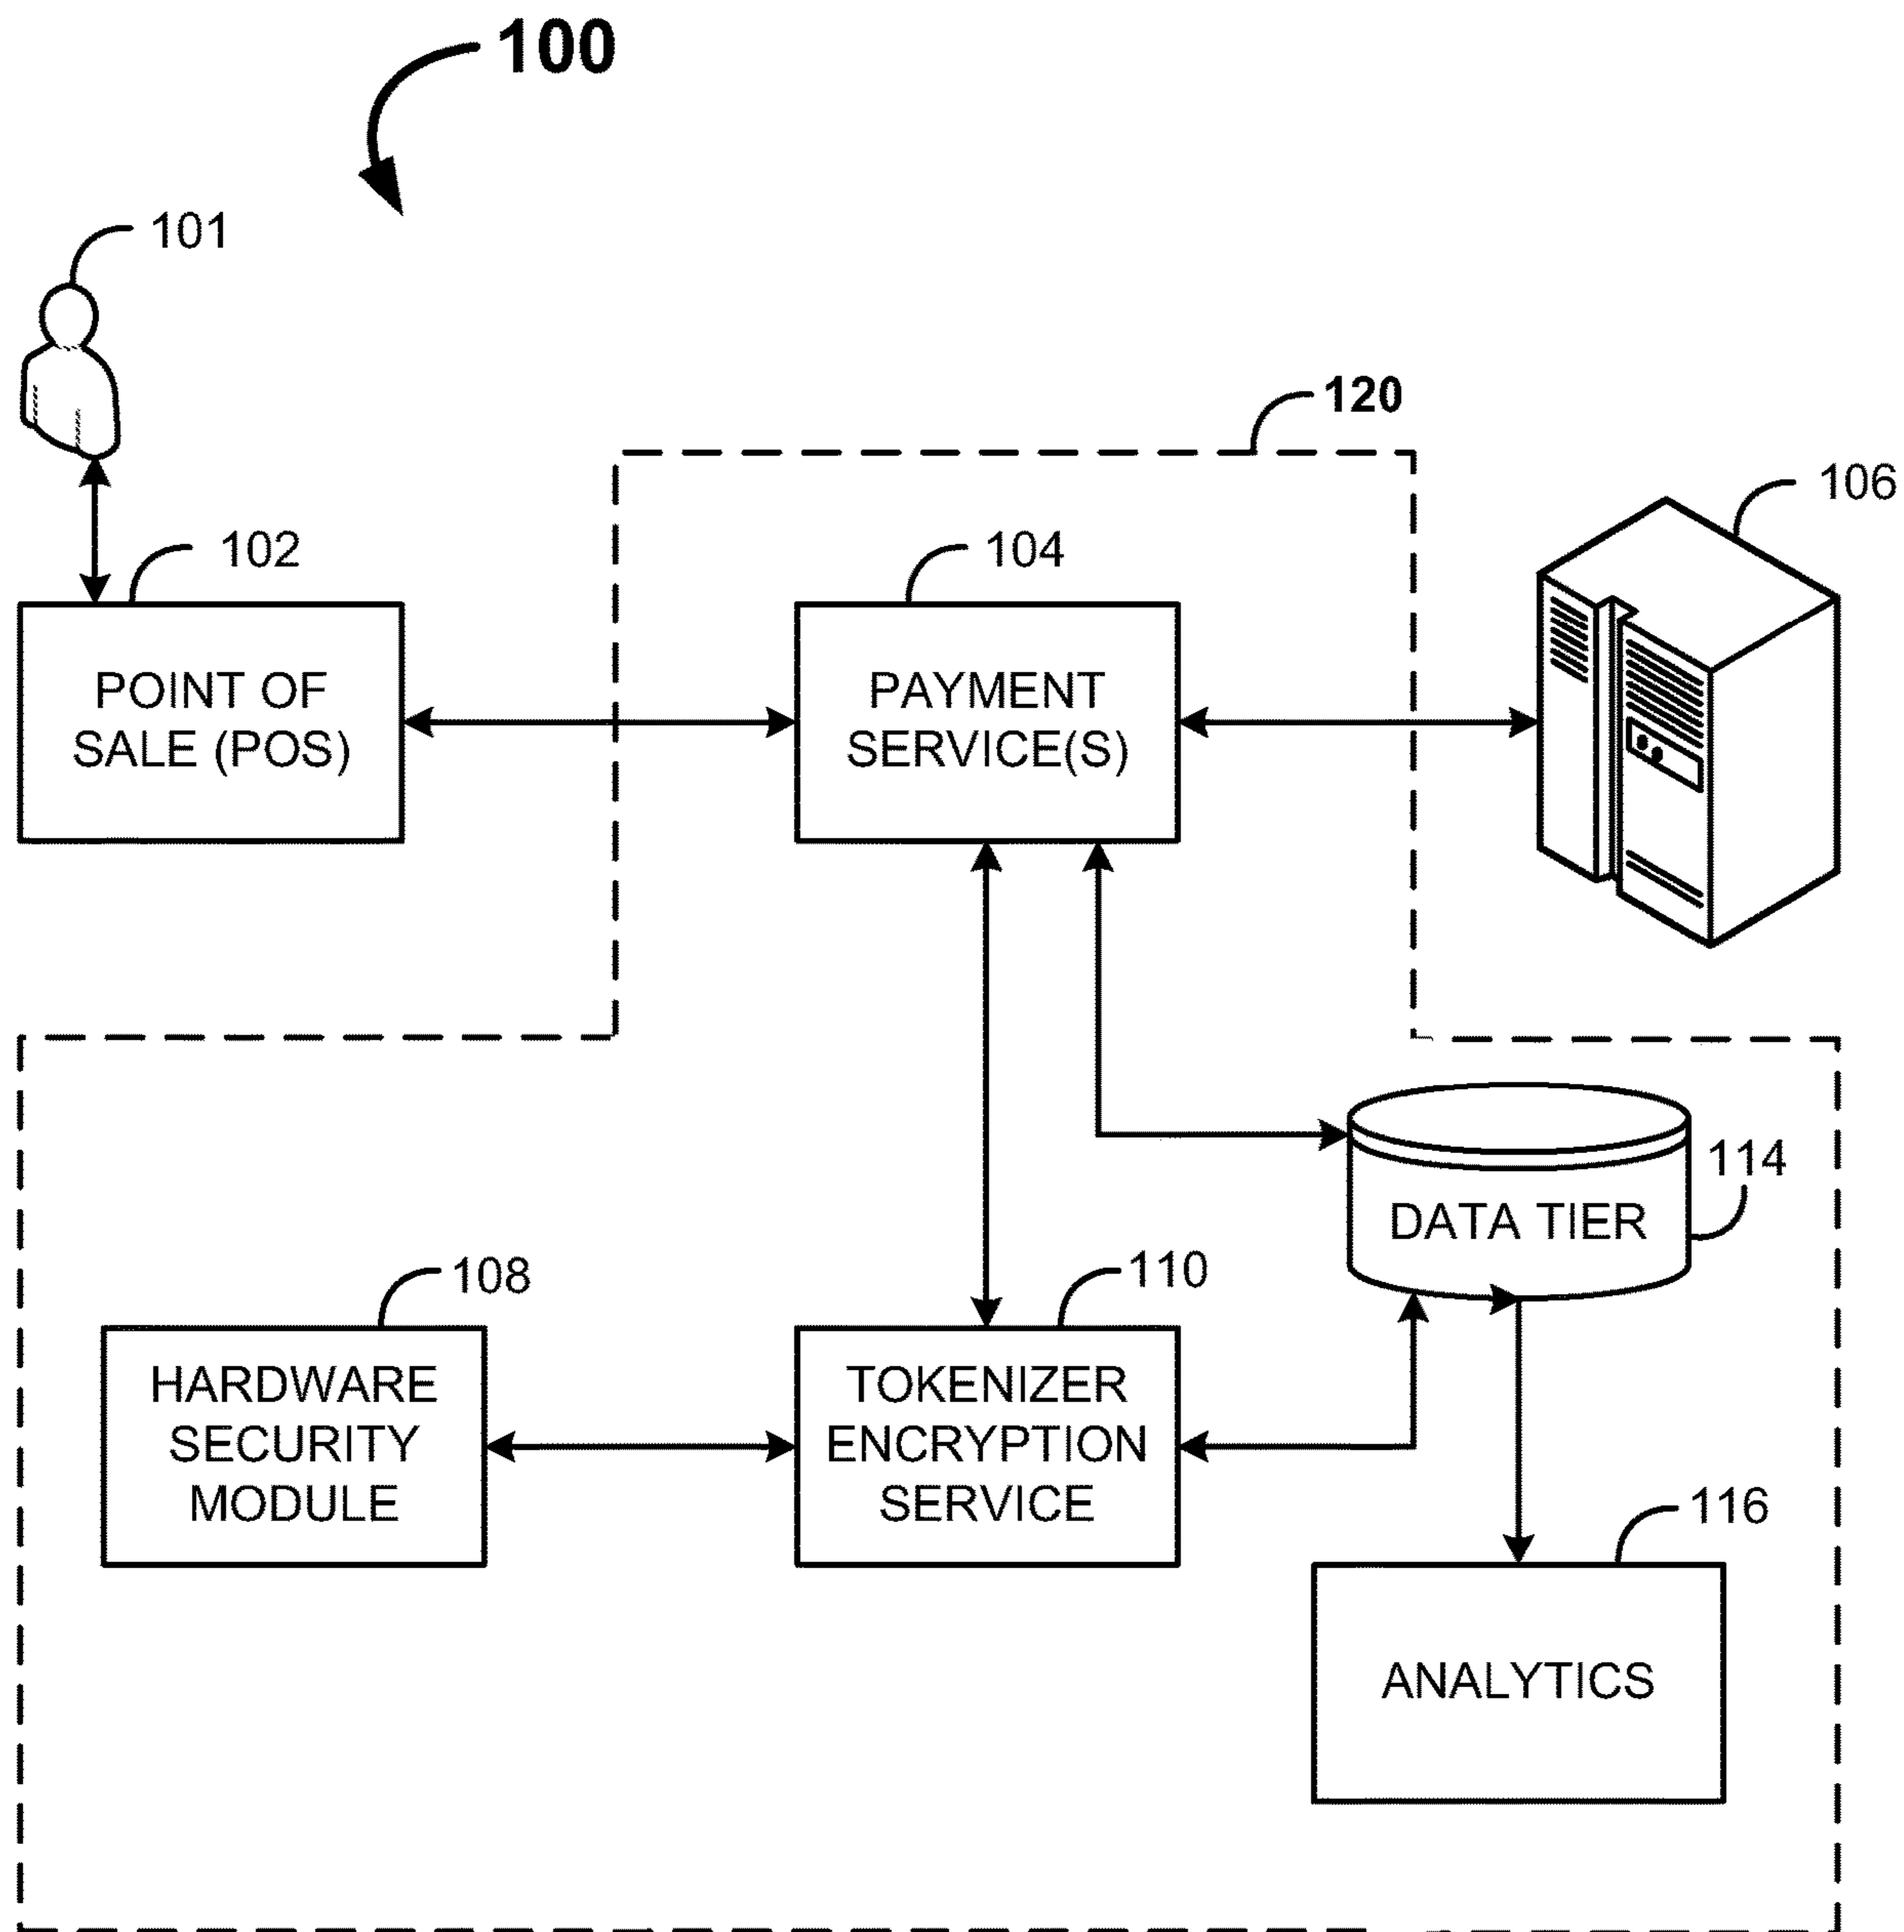 100
101
120
106
102
104
POINT OF
SALE (POS)
PAYMENT
SERVICE(S)
114
DATA TIER
108
110
HARDWARE
SECURITY
MODULE
TOKENIZER
ENCRYPTION
SERVICE
116
ANALYTICS